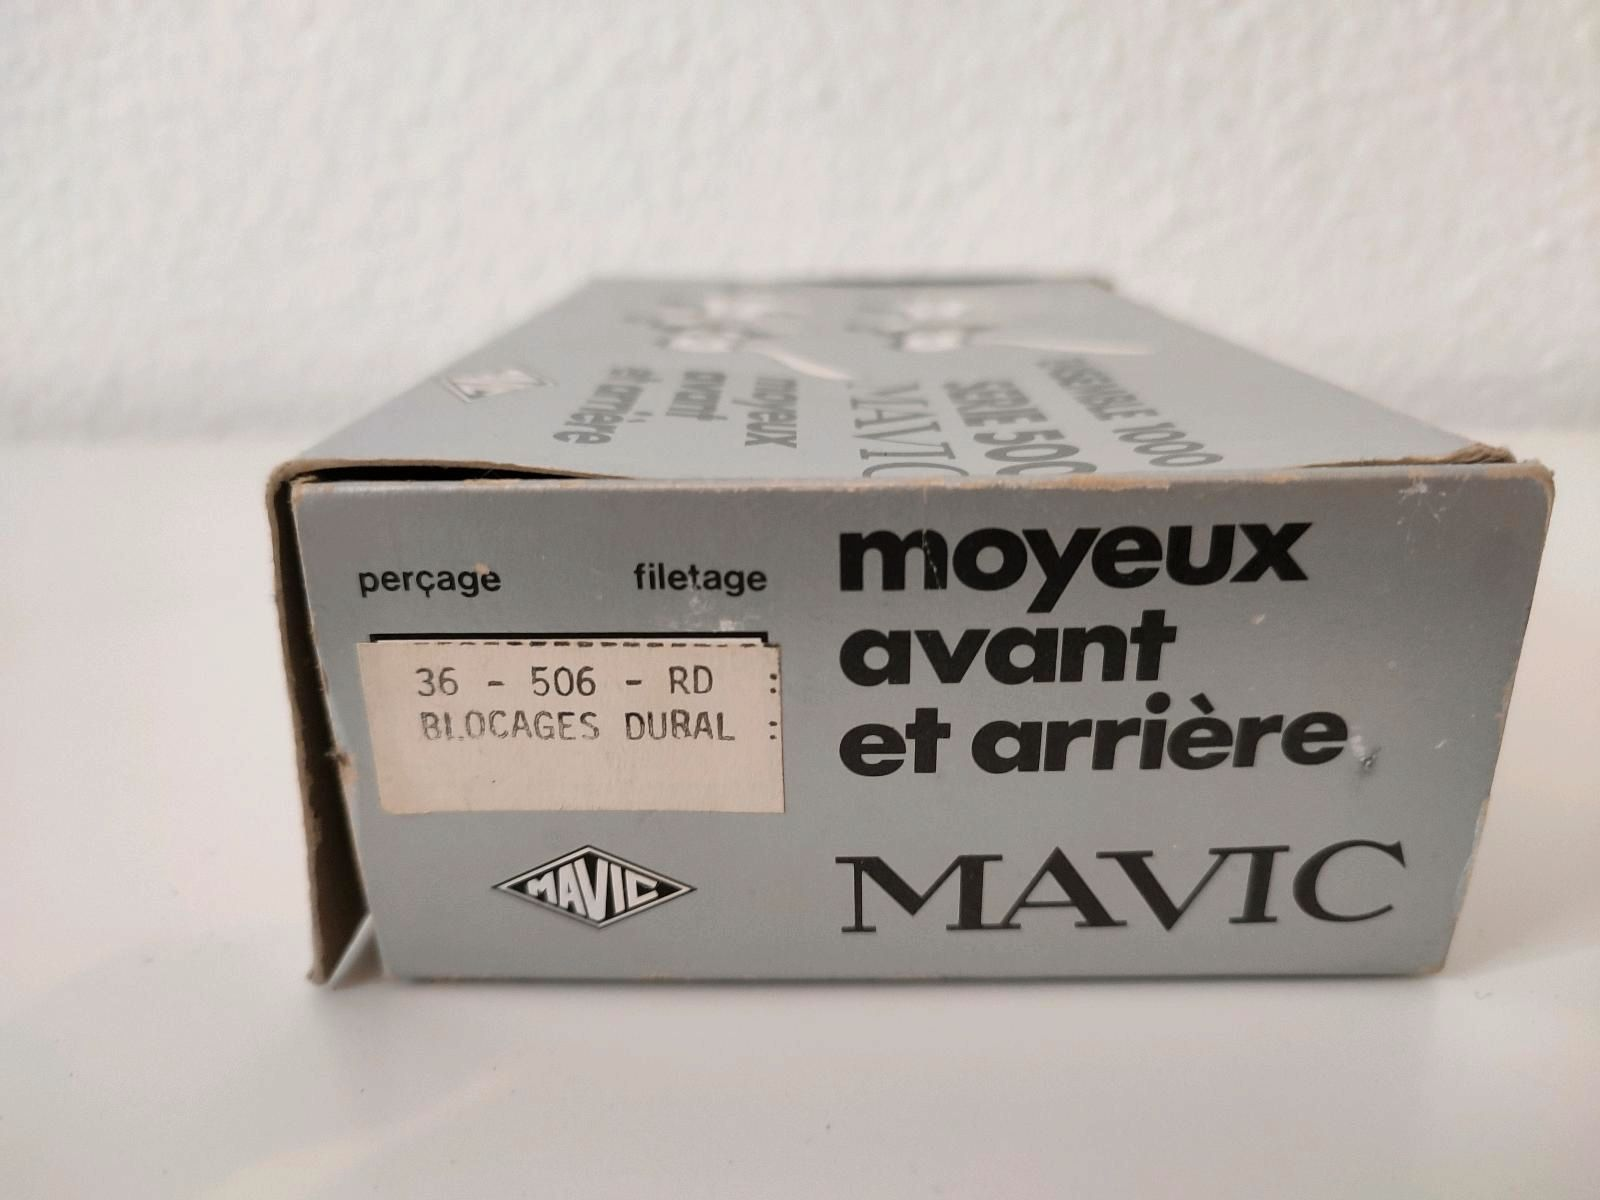 moyeux
avant
et arrière
MAVIC
SERIE 500
ENSEMBLE 1000
perçage filetage
36 - 506 - RD :
BLOCAGES DURAL :
MAVIC
moyeux
avant
et arrière
MAVIC